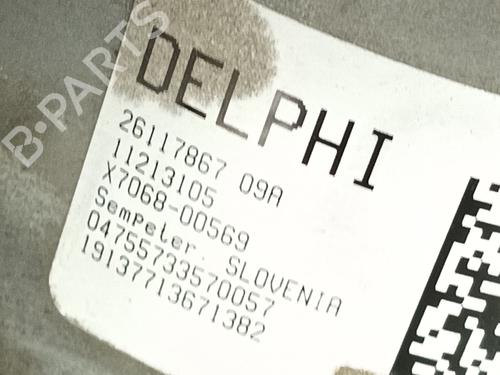 DELPHI
26117867 09A
11213105
X7068-00569
SemPeter. SLOVENIA
04755733570057
19137713671382
B-PARTS